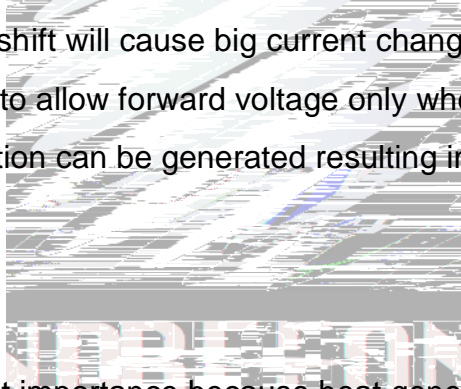 shift will cause big current chang
to allow forward voltage only wh
tion can be generated resulting i
t importance because heat gene